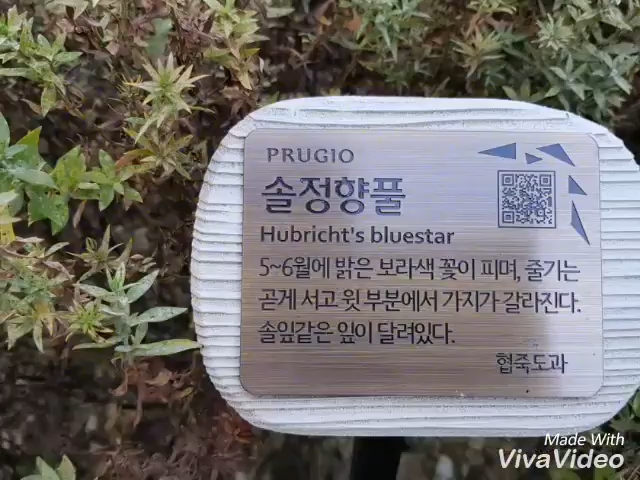 PRUGIO
솔정향풀
Hubricht's bluestar
5~6월에 밝은 보라색 꽃이 피며, 줄기는
곧게 서고 윗 부분에서 가지가 갈라진다.
솔잎같은 잎이 달려있다.
협죽도과
Made With
VivaVideo